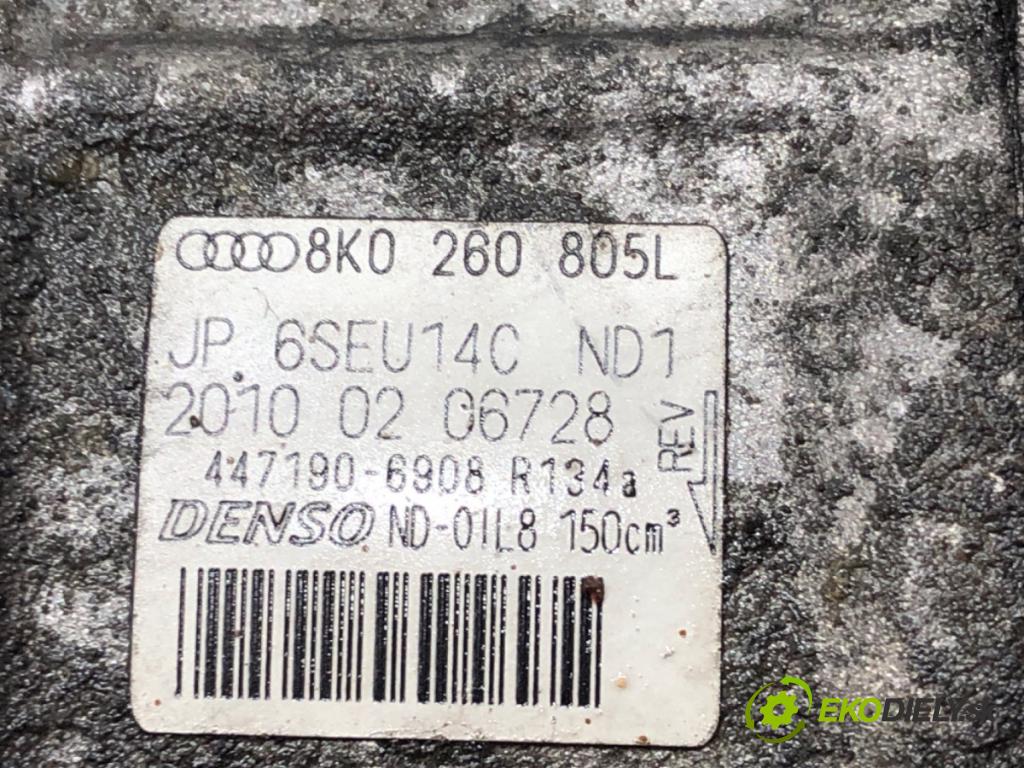 8K0 260 805L
JP. 6SEU14C ND1
2010 02 06728
REV
447190-6908 R134a
DENSO ND-OIL8 150cm³
EKODIELY